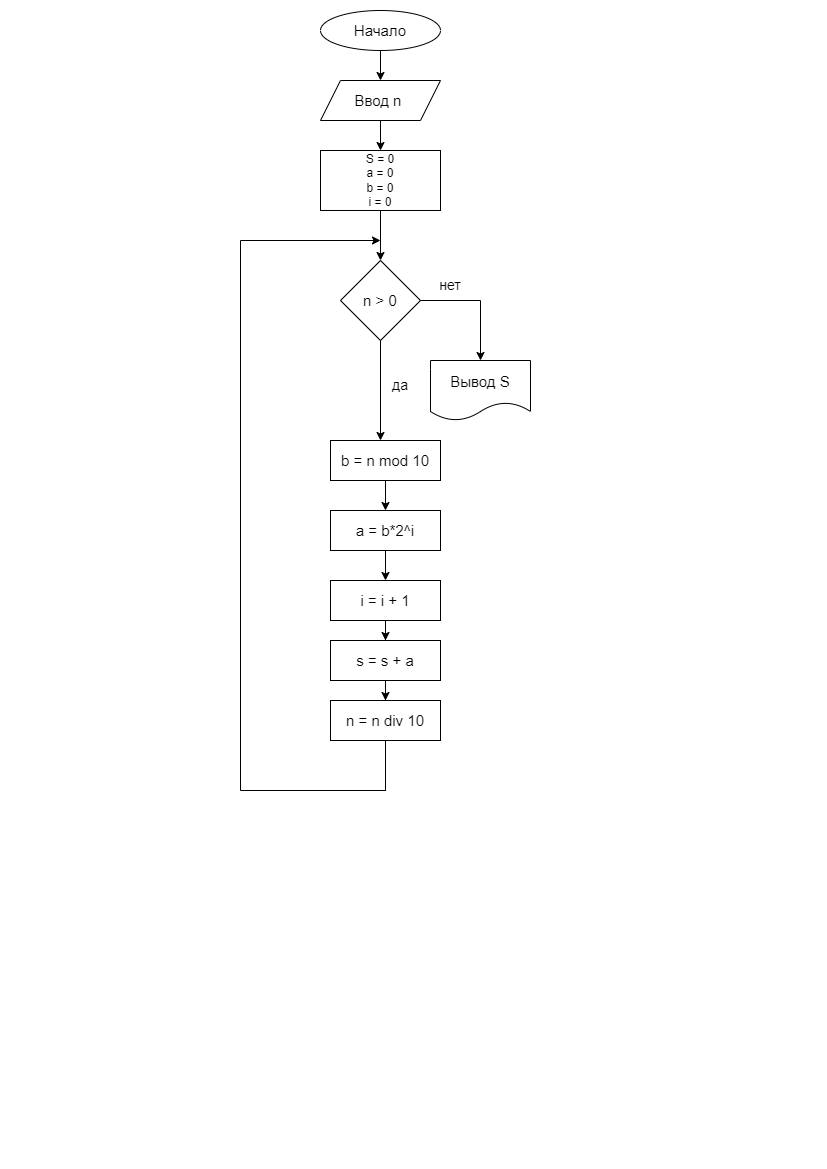 Начало
Ввод n
S = 0
a = 0
b = 0
i = 0
n > 0
нет
да
Вывод S
b = n mod 10
a = b*2^i
i = i + 1
s = s + a
n = n div 10